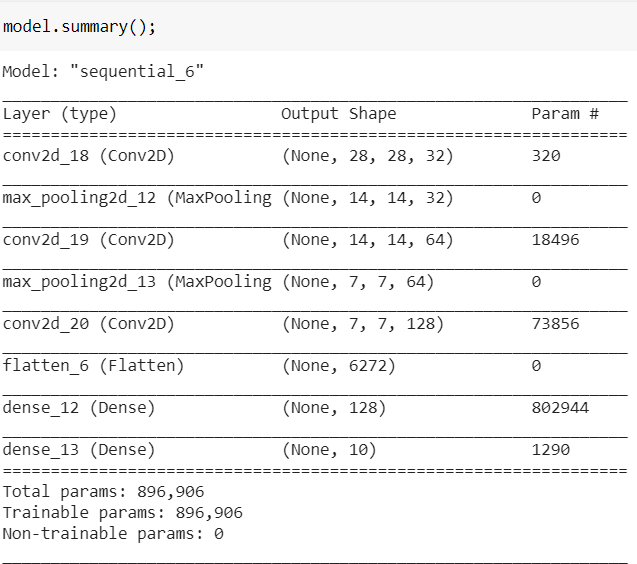 model.summary();
Model: "sequential_6"
_________________________________________________________________
Layer (type)                 Output Shape              Param #
=================================================================
conv2d_18 (Conv2D)           (None, 28, 28, 32)        320
_________________________________________________________________
max_pooling2d_12 (MaxPooling (None, 14, 14, 32)        0
_________________________________________________________________
conv2d_19 (Conv2D)           (None, 14, 14, 64)        18496
_________________________________________________________________
max_pooling2d_13 (MaxPooling (None, 7, 7, 64)          0
_________________________________________________________________
conv2d_20 (Conv2D)           (None, 7, 7, 128)         73856
_________________________________________________________________
flatten_6 (Flatten)          (None, 6272)              0
_________________________________________________________________
dense_12 (Dense)             (None, 128)               802944
_________________________________________________________________
dense_13 (Dense)             (None, 10)                1290
=================================================================
Total params: 896,906
Trainable params: 896,906
Non-trainable params: 0
_________________________________________________________________